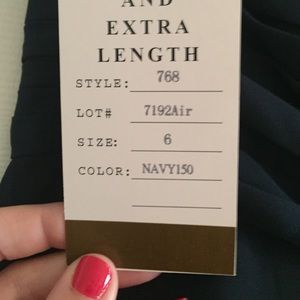 AND
EXTRA
LENGTH
STYLE: 768
LOT# 7192Air
SIZE: 6
COLOR: NAVY150